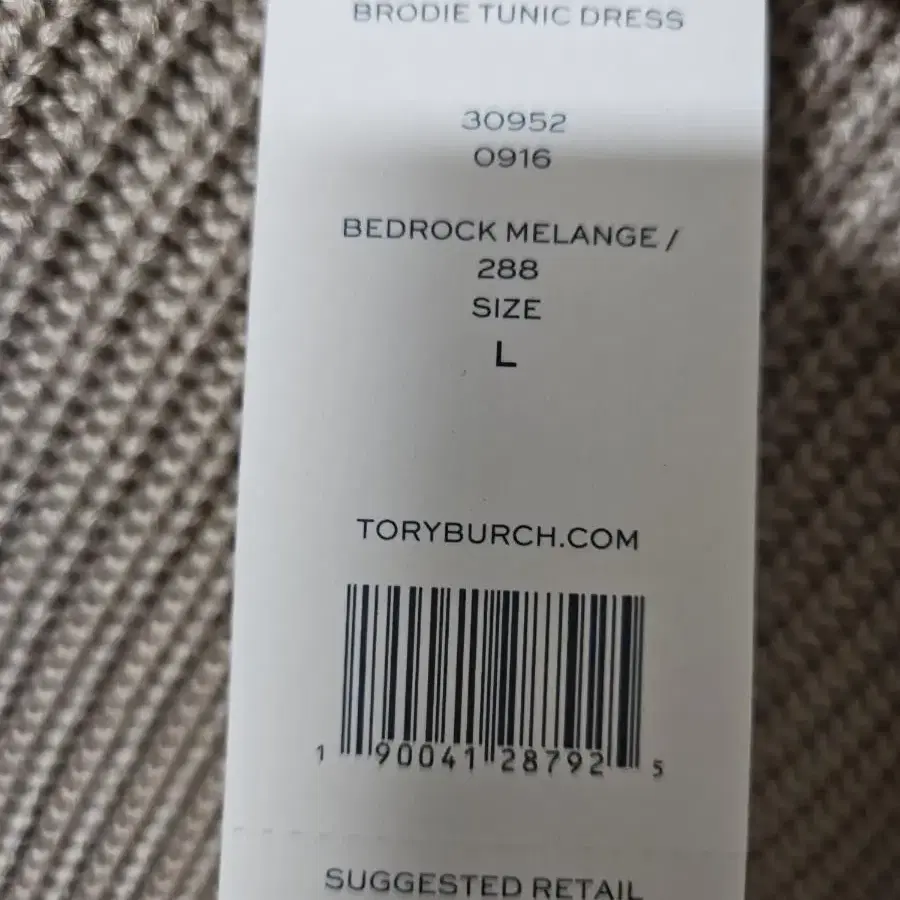 BRODIE TUNIC DRESS
30952
0916
BEDROCK MELANGE /
288
SIZE
L
TORYBURCH.COM
1 90041 28792 5
SUGGESTED RETAIL